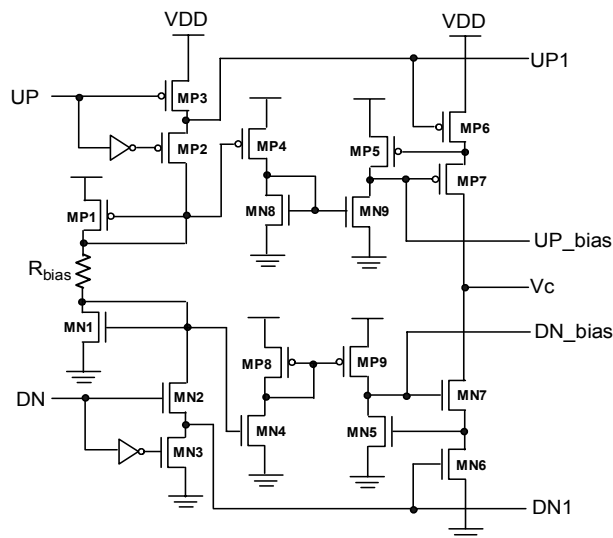 VDD
VDD
UP
MP3
UP1
MP6
MP2
MP4
MP5
MP7
MP1
MN8
MN9
UP_bias
Rbias
Vc
MN1
DN_bias
MP8
MP9
DN
MN2
MN7
MN4
MN5
MN3
MN6
DN1